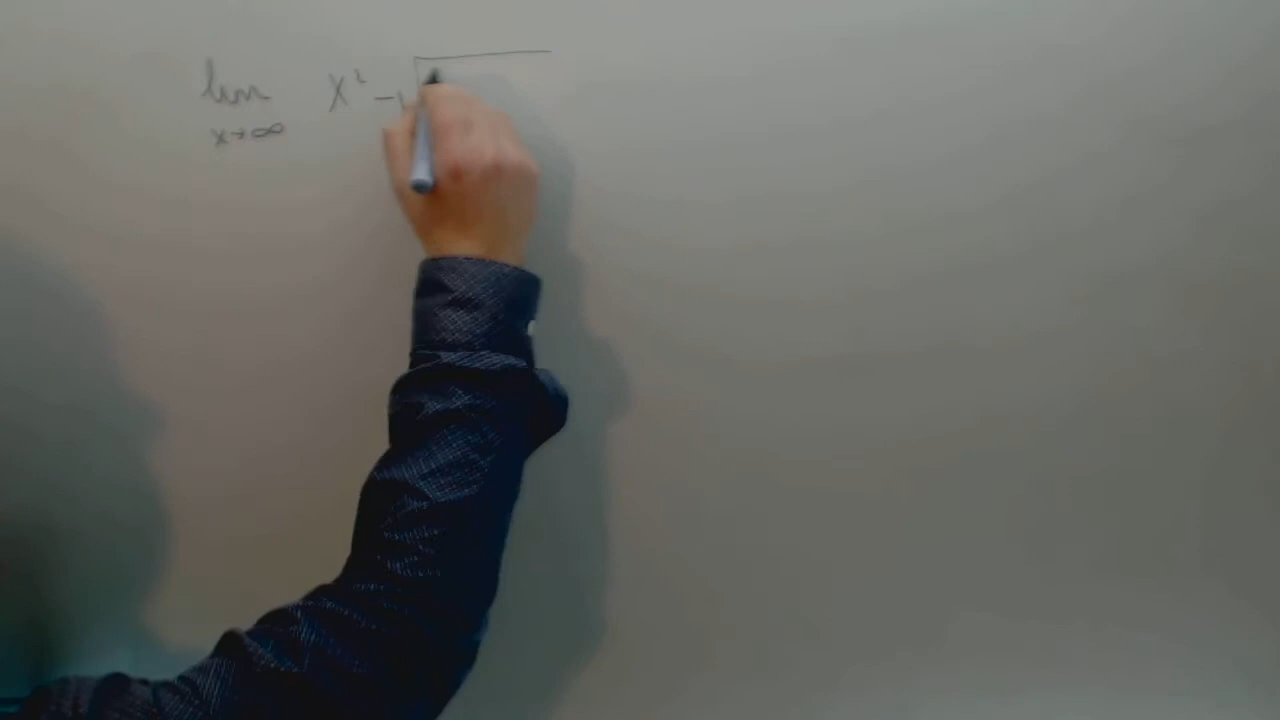 lim x² - √
x→∞